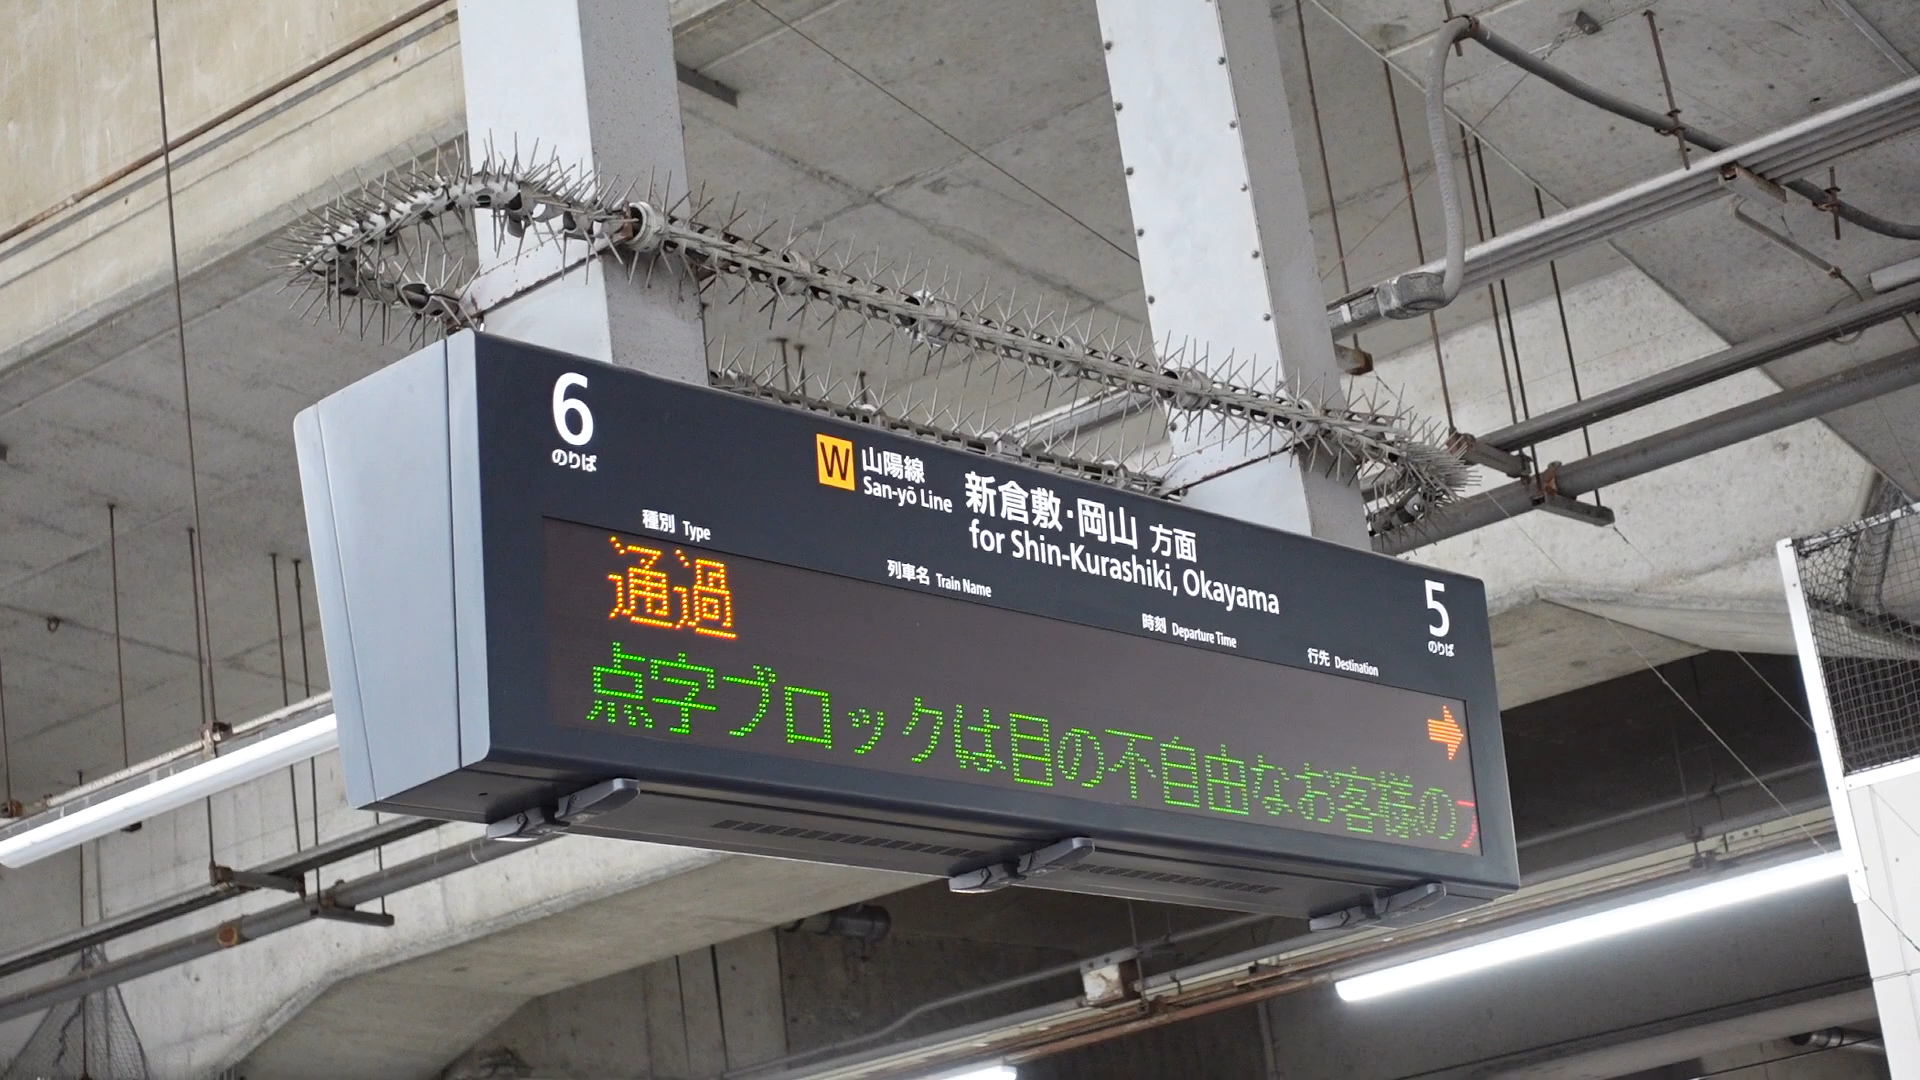 6
のりば
W 山陽線
San-yō Line
新倉敷・岡山 方面
for Shin-Kurashiki, Okayama
5
のりば
種別 Type
列車名 Train Name
時刻 Departure Time
行先 Destination
通過
➡
点字ブロックは目の不自由なお客様の